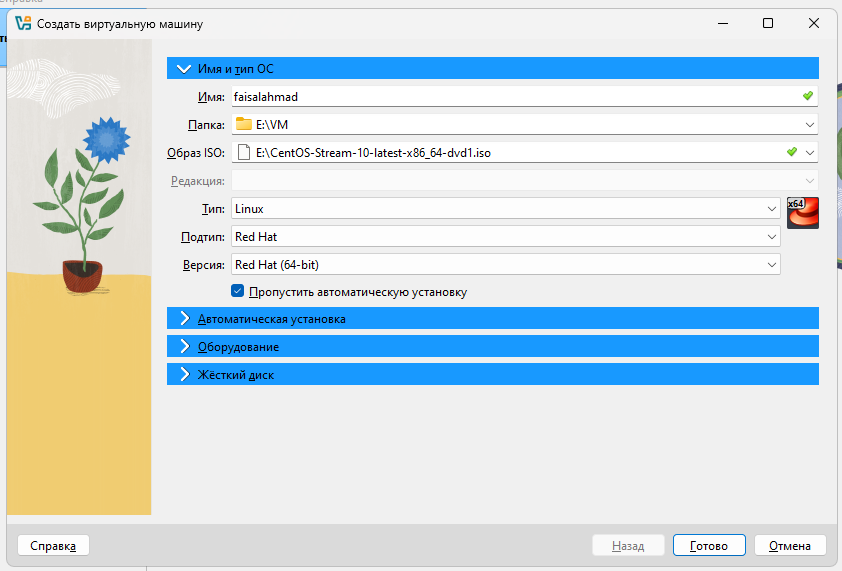 Создать виртуальную машину
Имя и тип ОС
Имя: faisalahmad
Папка: E:\VM
Образ ISO: E:\CentOS-Stream-10-latest-x86_64-dvd1.iso
Редакция:
Тип: Linux
x64
Подтип: Red Hat
Версия: Red Hat (64-bit)
Пропустить автоматическую установку
Автоматическая установка
Оборудование
Жёсткий диск
Справка Назад Готово Отмена